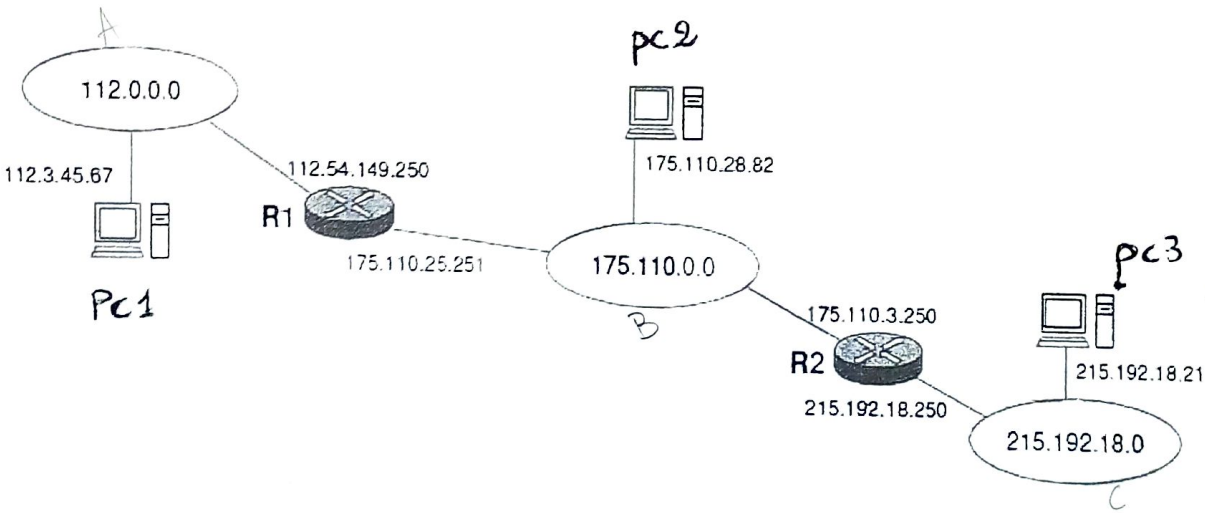 A
112.0.0.0
112.3.45.67
Pc1
112.54.149.250
R1
175.110.25.251
pc2
175.110.28.82
175.110.0.0
B
175.110.3.250
R2
215.192.18.250
pc3
215.192.18.21
215.192.18.0
C